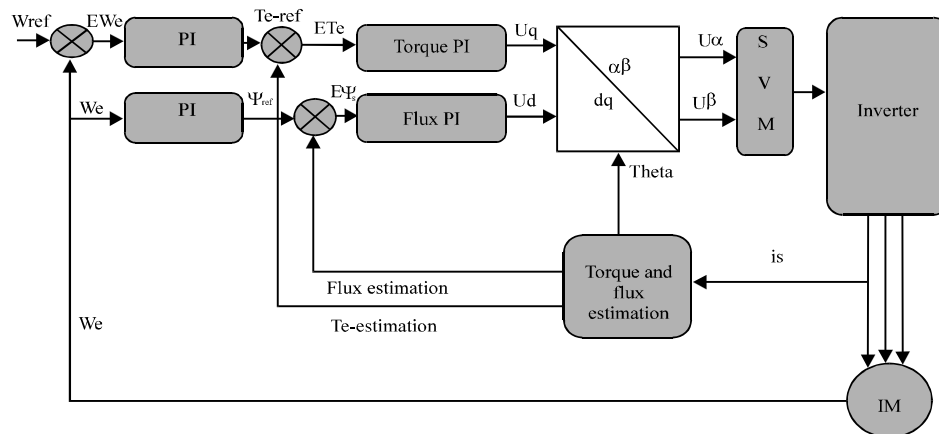 Wref
EWe
PI
Te-ref
ETe
Torque PI
Uq
αβ
dq
Uα
S
V
M
Inverter
We
PI
Ψref
EΨs
Flux PI
Ud
Uβ
Theta
Torque and
flux
estimation
is
Flux estimation
Te-estimation
We
IM